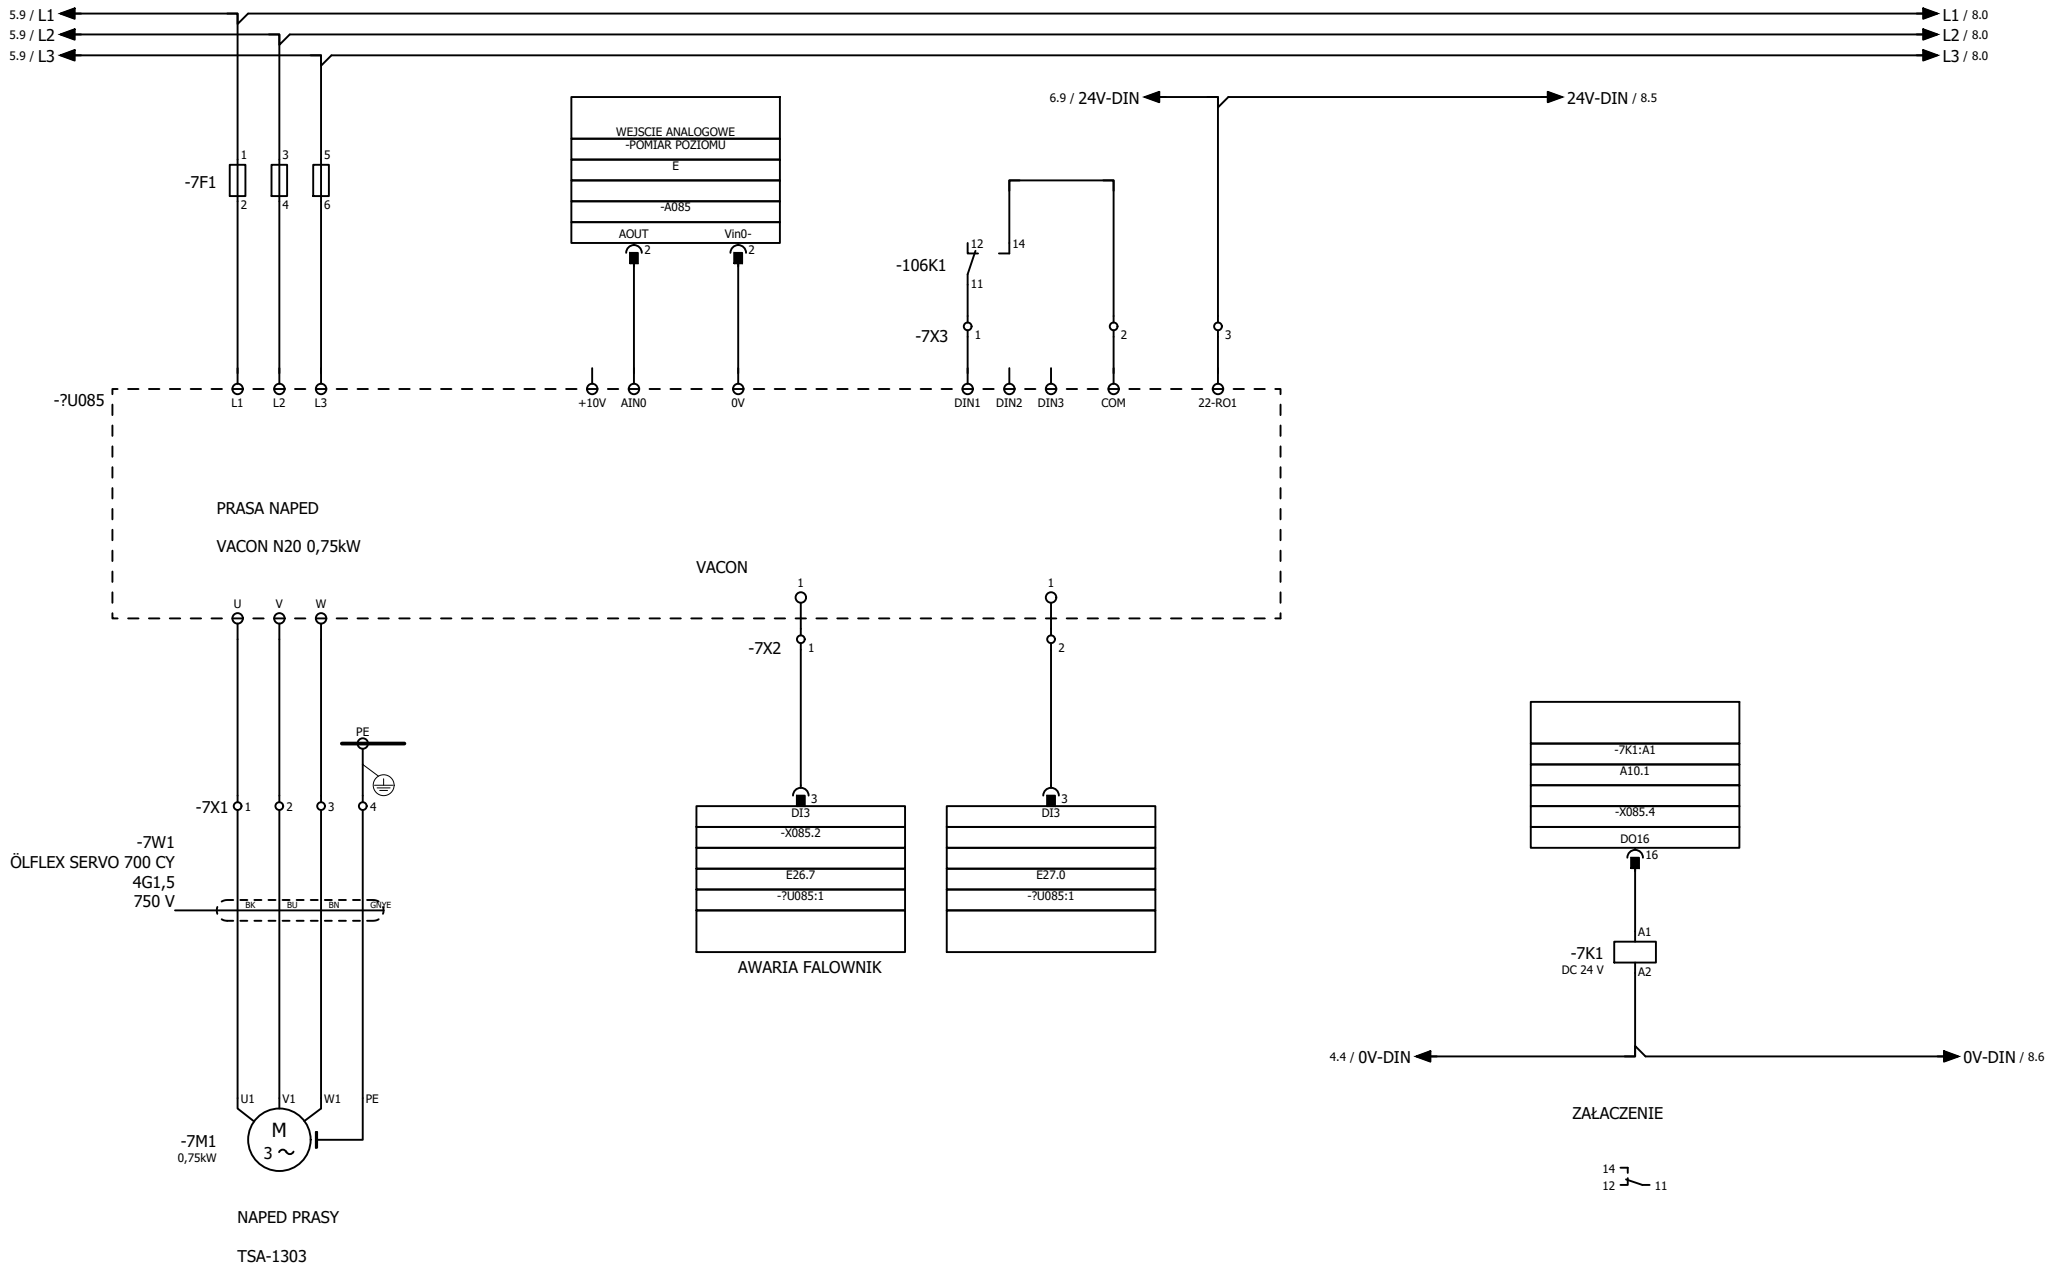 5.9 / L1
L1 / 8.0
5.9 / L2
L2 / 8.0
5.9 / L3
L3 / 8.0
6.9 / 24V-DIN
24V-DIN / 8.5
WEJSCIE ANALOGOWE
-POMIAR POZIOMU
E
-A085
AOUT
Vin0-
2
2
-7F1
1
3
5
2
4
6
-106K1
12
14
11
-7X3
1
2
3
-?U085
L1
L2
L3
+10V
AIN0
0V
DIN1
DIN2
DIN3
COM
22-RO1
PRASA NAPED
VACON N20 0,75kW
VACON
U
V
W
1
1
-7X2
1
2
PE
-7X1
1
2
3
4
-7W1
ÖLFLEX SERVO 700 CY
4G1,5
750 V
BK
BU
BN
GNYE
3
DI3
-X085.2
E26.7
-?U085:1
AWARIA FALOWNIK
3
DI3
E27.0
-?U085:1
-7K1:A1
A10.1
-X085.4
DO16
16
-7K1
DC 24 V
A1
A2
4.4 / 0V-DIN
0V-DIN / 8.6
ZAŁACZENIE
14
12
11
U1
V1
W1
PE
M
3
-7M1
0,75kW
NAPED PRASY
TSA-1303